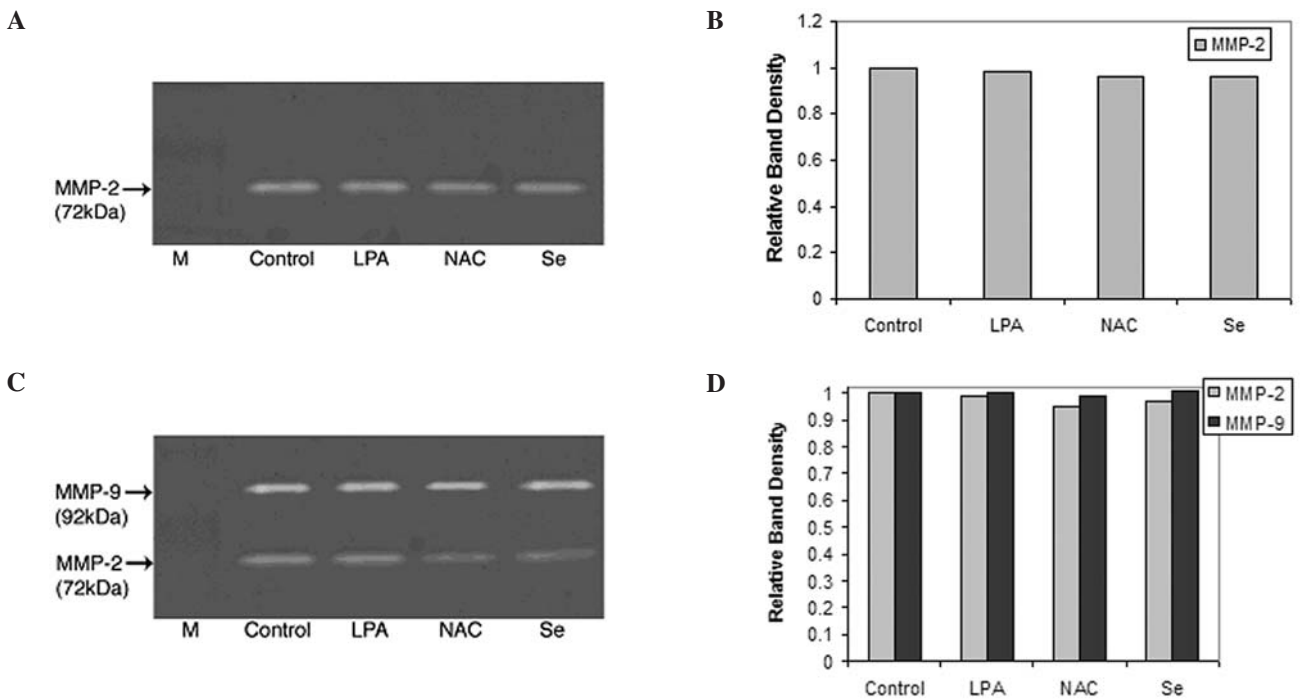 A
MMP-2
(72kDa)
M Control LPA NAC Se
B
Relative Band Density
1.2
1
0.8
0.6
0.4
0.2
0
MMP-2
Control LPA NAC Se
C
MMP-9
(92kDa)
MMP-2
(72kDa)
M Control LPA NAC Se
D
Relative Band Density
1
0.9
0.8
0.7
0.6
0.5
0.4
0.3
0.2
0.1
0
MMP-2
MMP-9
Control LPA NAC Se